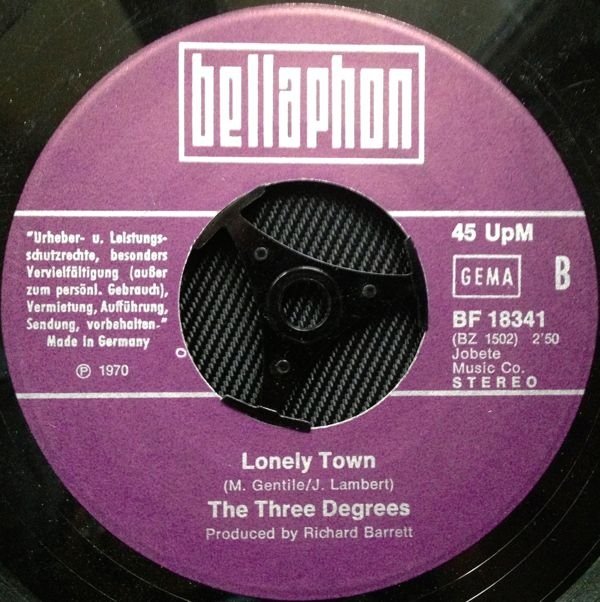 bellaphon
"Urheber- u. Leistungs-
schutzrechte, besonders
Vervielfältigung (außer
zum persönl. Gebrauch),
Vermietung, Aufführung,
Sendung, vorbehalten-"
Made in Germany
℗ 1970
45 UpM
GEMA
B
BF 18341
(BZ 1502) 2'50
Jobete
Music Co.
STEREO
Lonely Town
(M. Gentile/J. Lambert)
The Three Degrees
Produced by Richard Barrett